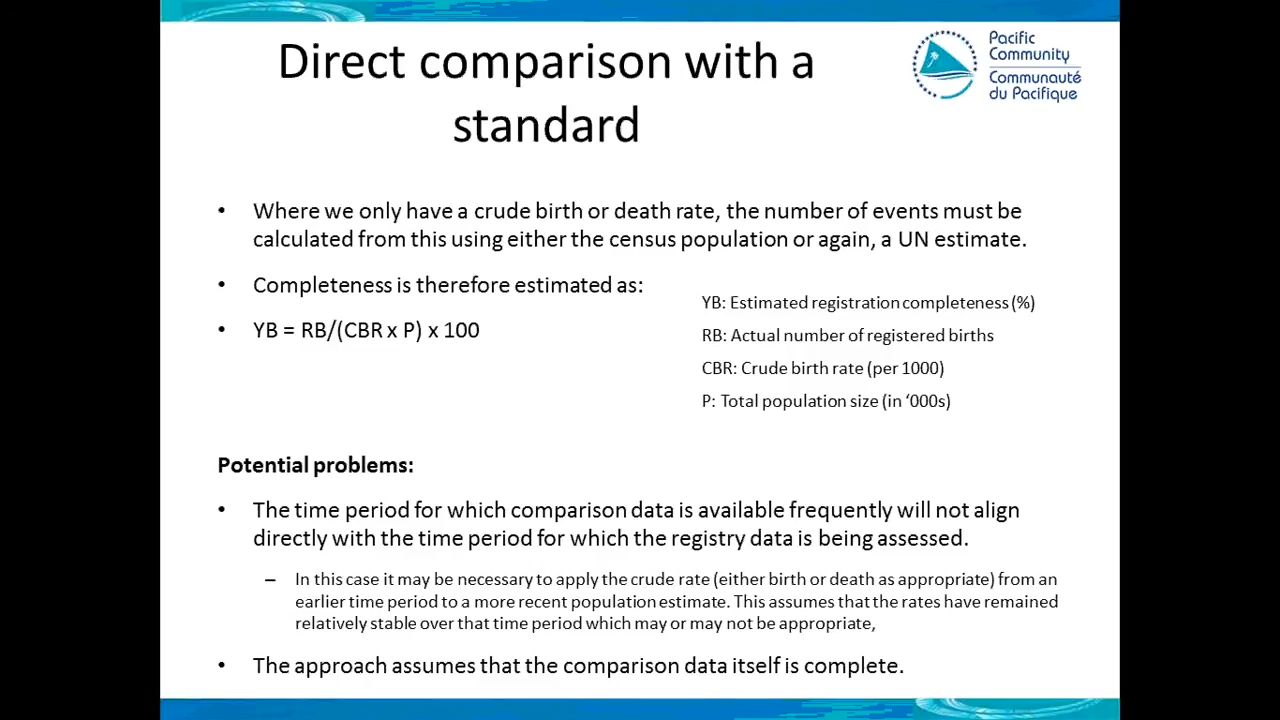 Direct comparison with a
standard
Pacific
Community
Communauté
du Pacifique
• Where we only have a crude birth or death rate, the number of events must be
calculated from this using either the census population or again, a UN estimate.
• Completeness is therefore estimated as:
• YB = RB/(CBR x P) x 100
YB: Estimated registration completeness (%)
RB: Actual number of registered births
CBR: Crude birth rate (per 1000)
P: Total population size (in ‘000s)
Potential problems:
• The time period for which comparison data is available frequently will not align
directly with the time period for which the registry data is being assessed.
– In this case it may be necessary to apply the crude rate (either birth or death as appropriate) from an
earlier time period to a more recent population estimate. This assumes that the rates have remained
relatively stable over that time period which may or may not be appropriate,
• The approach assumes that the comparison data itself is complete.